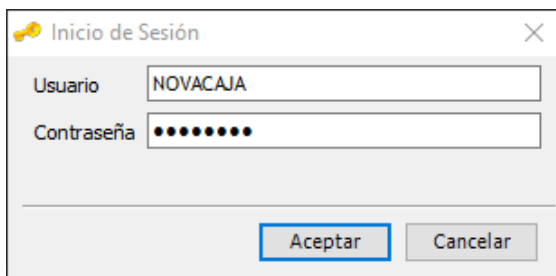 Inicio de Sesión
Usuario NOVACAJA
Contraseña ●●●●●●●●
Aceptar Cancelar